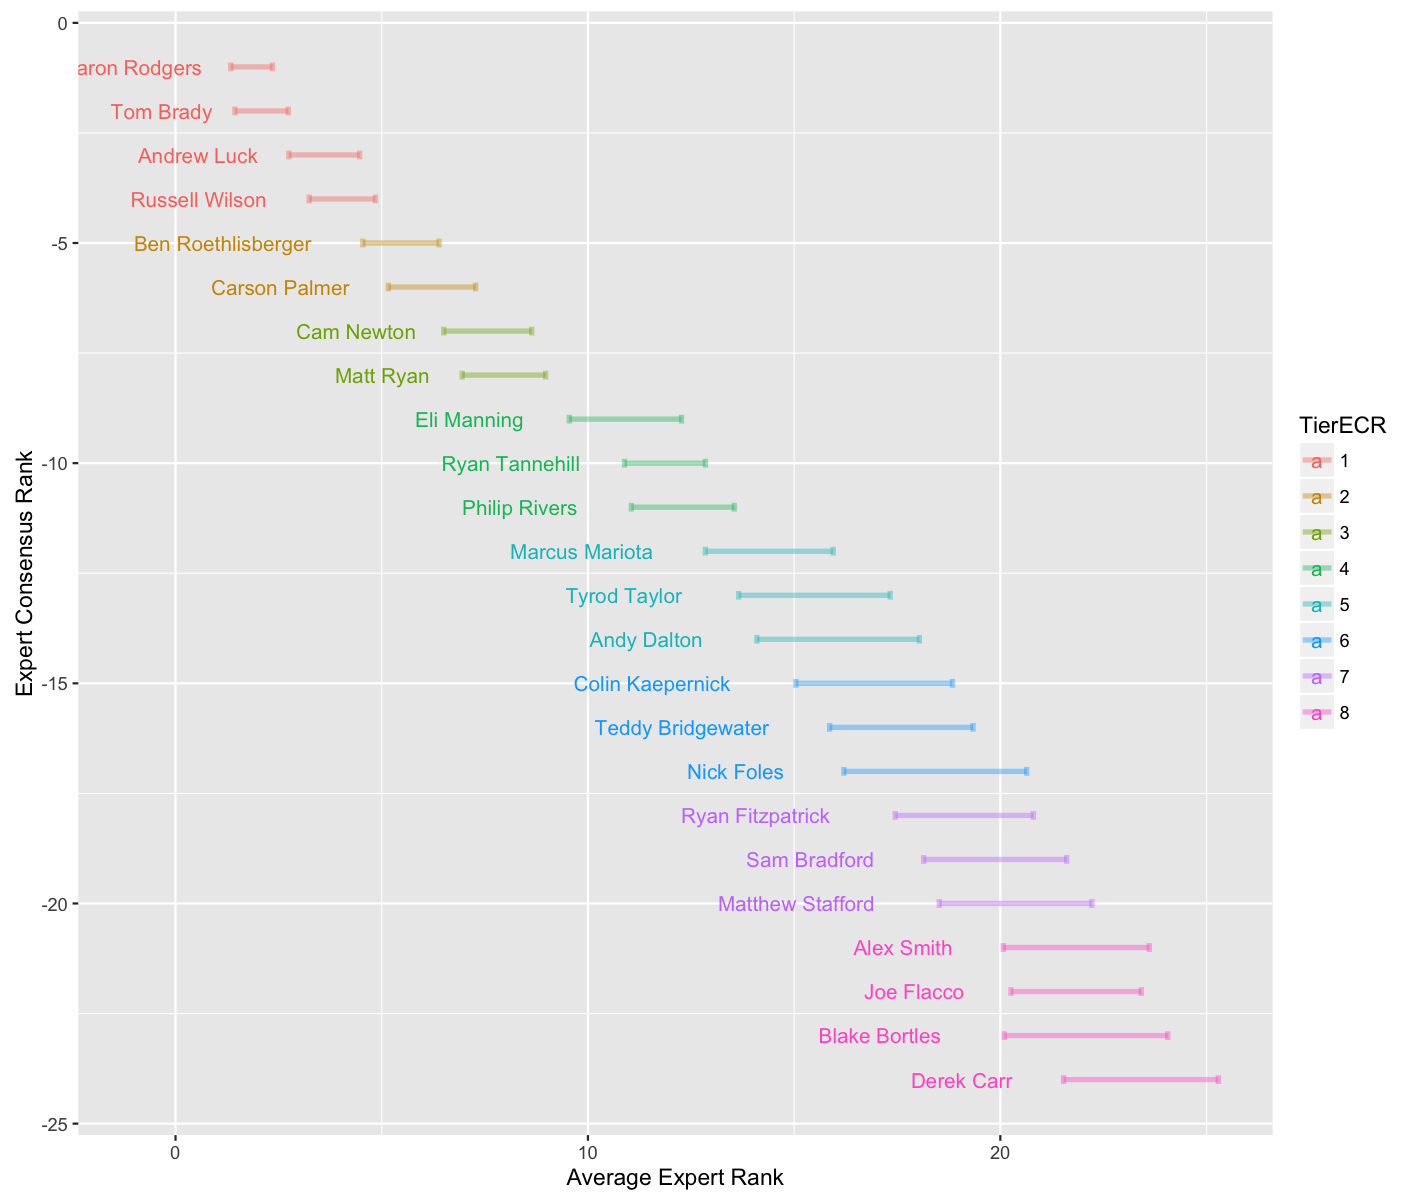 0
aron Rodgers
Tom Brady
Andrew Luck
Russell Wilson
-5
Ben Roethlisberger
Carson Palmer
Cam Newton
Matt Ryan
Eli Manning
-10
Ryan Tannehill
Philip Rivers
Marcus Mariota
Tyrod Taylor
Andy Dalton
-15
Colin Kaepernick
Teddy Bridgewater
Nick Foles
Ryan Fitzpatrick
Sam Bradford
-20
Matthew Stafford
Alex Smith
Joe Flacco
Blake Bortles
Derek Carr
-25
Expert Consensus Rank
0 10 20
Average Expert Rank
TierECR
a 1
a 2
a 3
a 4
a 5
a 6
a 7
a 8